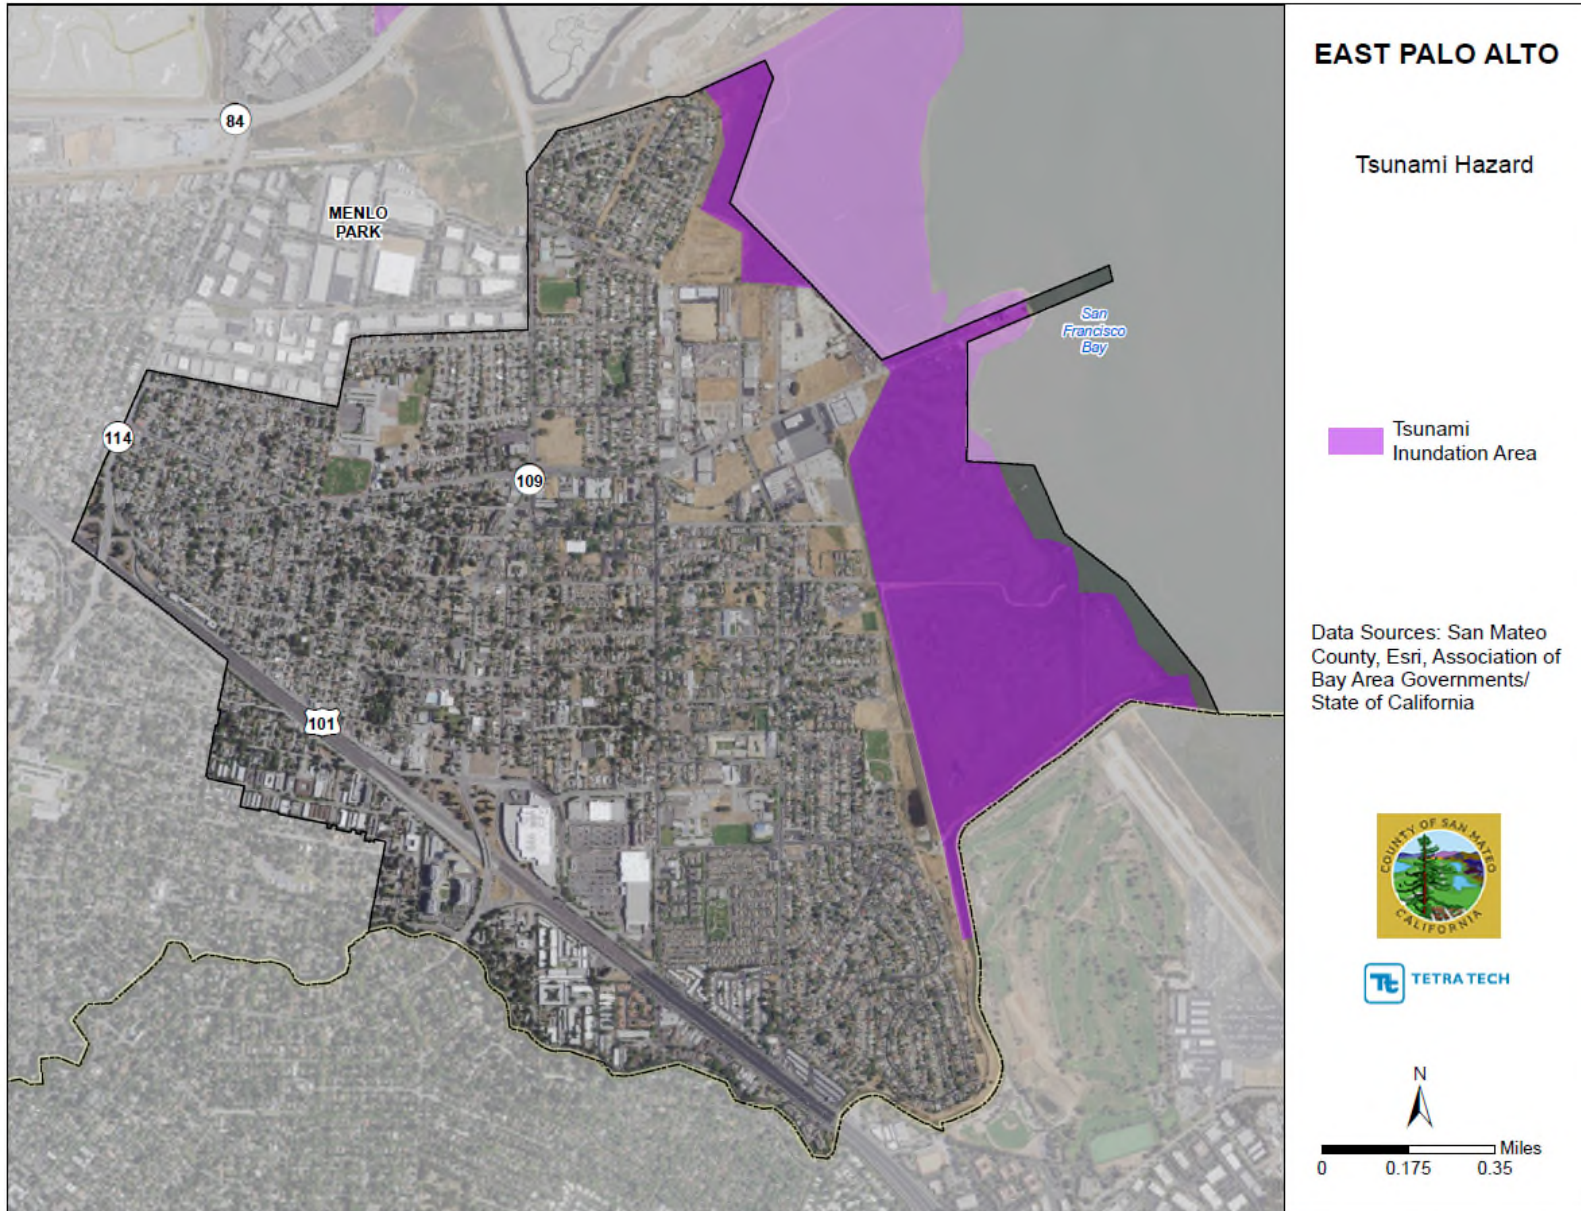 EAST PALO ALTO
Tsunami Hazard
84
MENLO
PARK
San
Francisco
Bay
114
109
101
Tsunami
Inundation Area
Data Sources: San Mateo
County, Esri, Association of
Bay Area Governments/
State of California
COUNTY OF SAN MATEO
CALIFORNIA
Tt TETRA TECH
N
Miles
0 0.175 0.35